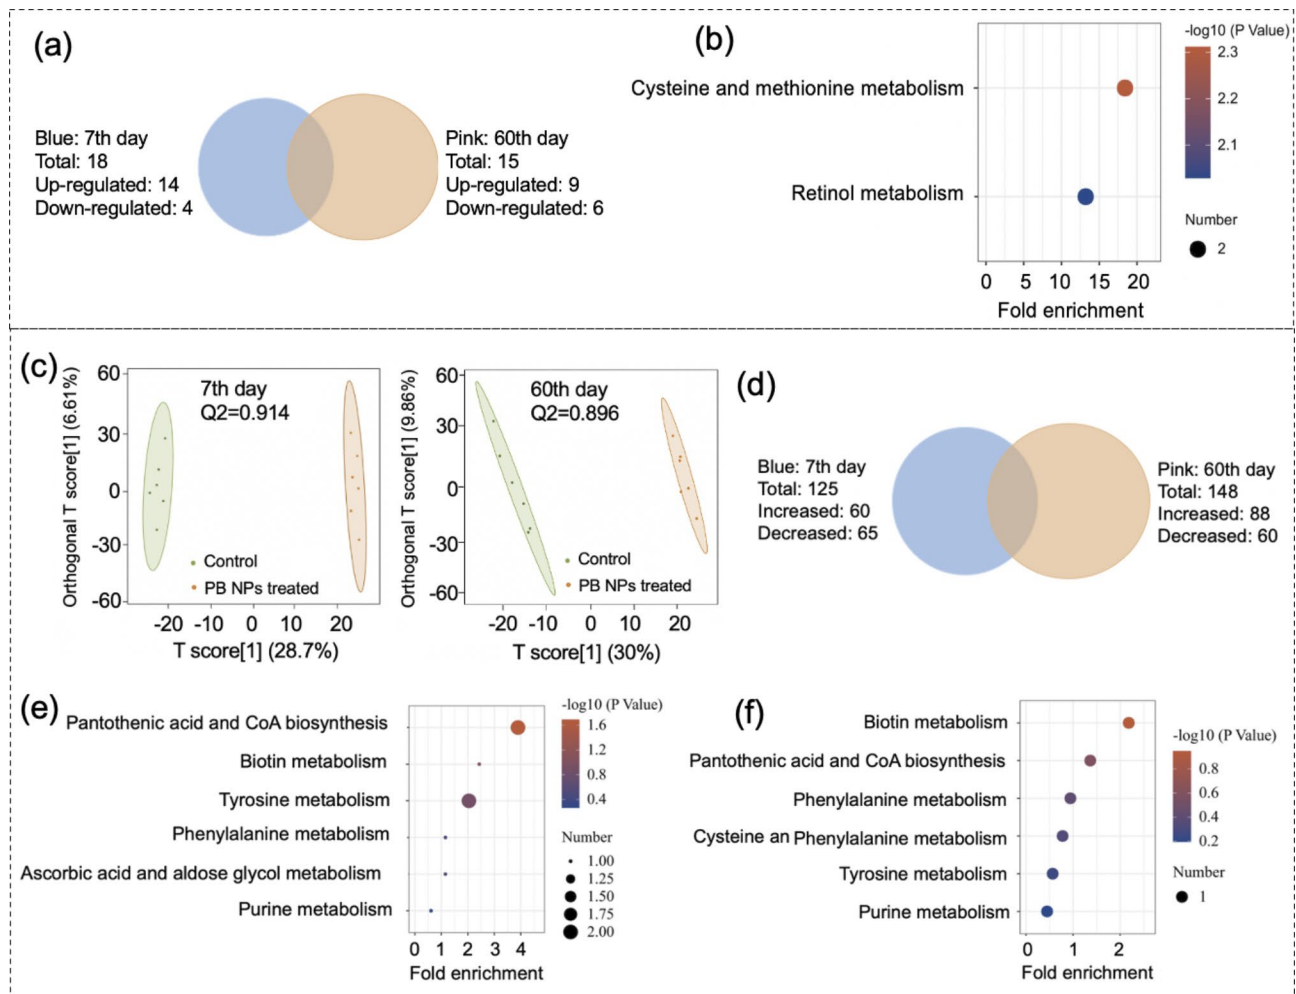 (a)
Blue: 7th day
Total: 18
Up-regulated: 14
Down-regulated: 4
Pink: 60th day
Total: 15
Up-regulated: 9
Down-regulated: 6
(b)
Cysteine and methionine metabolism
Retinol metabolism
0 5 10 15 20
Fold enrichment
-log10 (P Value)
2.3
2.2
2.1
Number
2
(c)
Orthogonal T score[1] (6.61%)
60
30
0
-30
-60
7th day
Q2=0.914
Control
PB NPs treated
-20 -10 0 10 20
T score[1] (28.7%)
Orthogonal T score[1] (9.86%)
60
30
0
-30
-60
60th day
Q2=0.896
Control
PB NPs treated
-20 -10 0 10 20
T score[1] (30%)
(d)
Blue: 7th day
Total: 125
Increased: 60
Decreased: 65
Pink: 60th day
Total: 148
Increased: 88
Decreased: 60
(e)
Pantothenic acid and CoA biosynthesis
Biotin metabolism
Tyrosine metabolism
Phenylalanine metabolism
Ascorbic acid and aldose glycol metabolism
Purine metabolism
0 1 2 3 4
Fold enrichment
-log10 (P Value)
1.6
1.2
0.8
0.4
Number
1.00
1.25
1.50
1.75
2.00
(f)
Biotin metabolism
Pantothenic acid and CoA biosynthesis
Phenylalanine metabolism
Cysteine an Phenylalanine metabolism
Tyrosine metabolism
Purine metabolism
0 1 2
Fold enrichment
-log10 (P Value)
0.8
0.6
0.4
0.2
Number
1